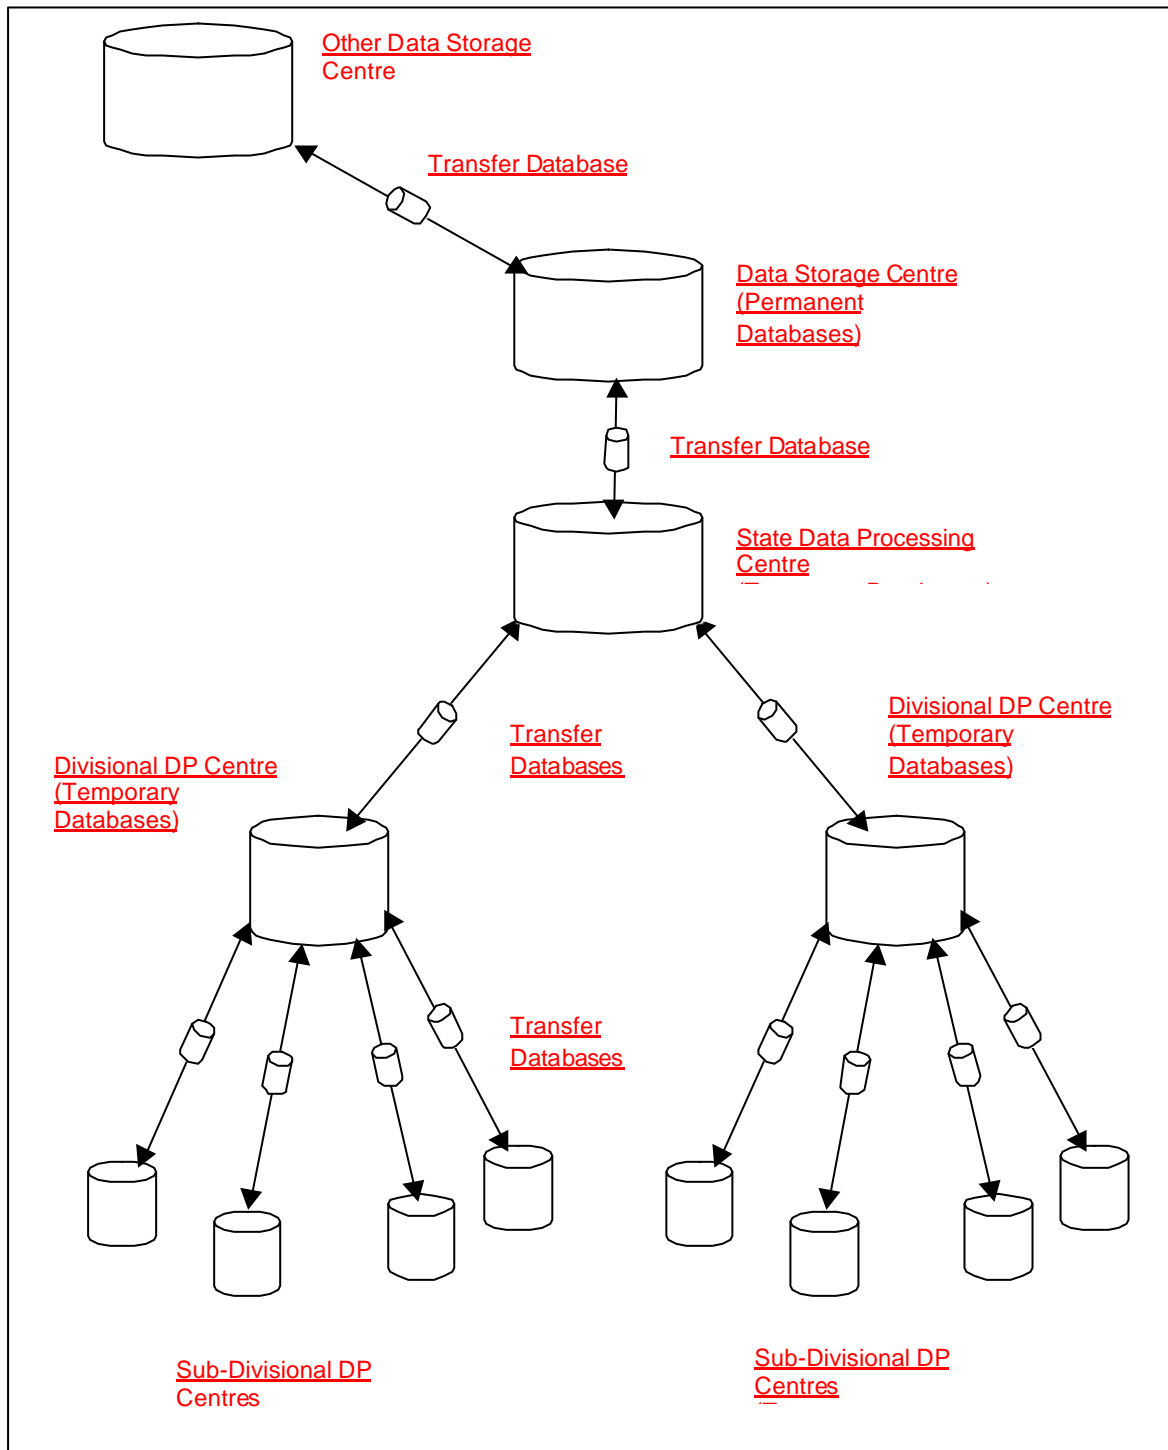 Other Data Storage
Centre
Transfer Database
Data Storage Centre
(Permanent
Databases)
Transfer Database
State Data Processing
Centre
Divisional DP Centre
(Temporary
Databases)
Transfer
Databases
Divisional DP Centre
(Temporary
Databases)
Transfer
Databases
Sub-Divisional DP
Centres
Sub-Divisional DP
Centres